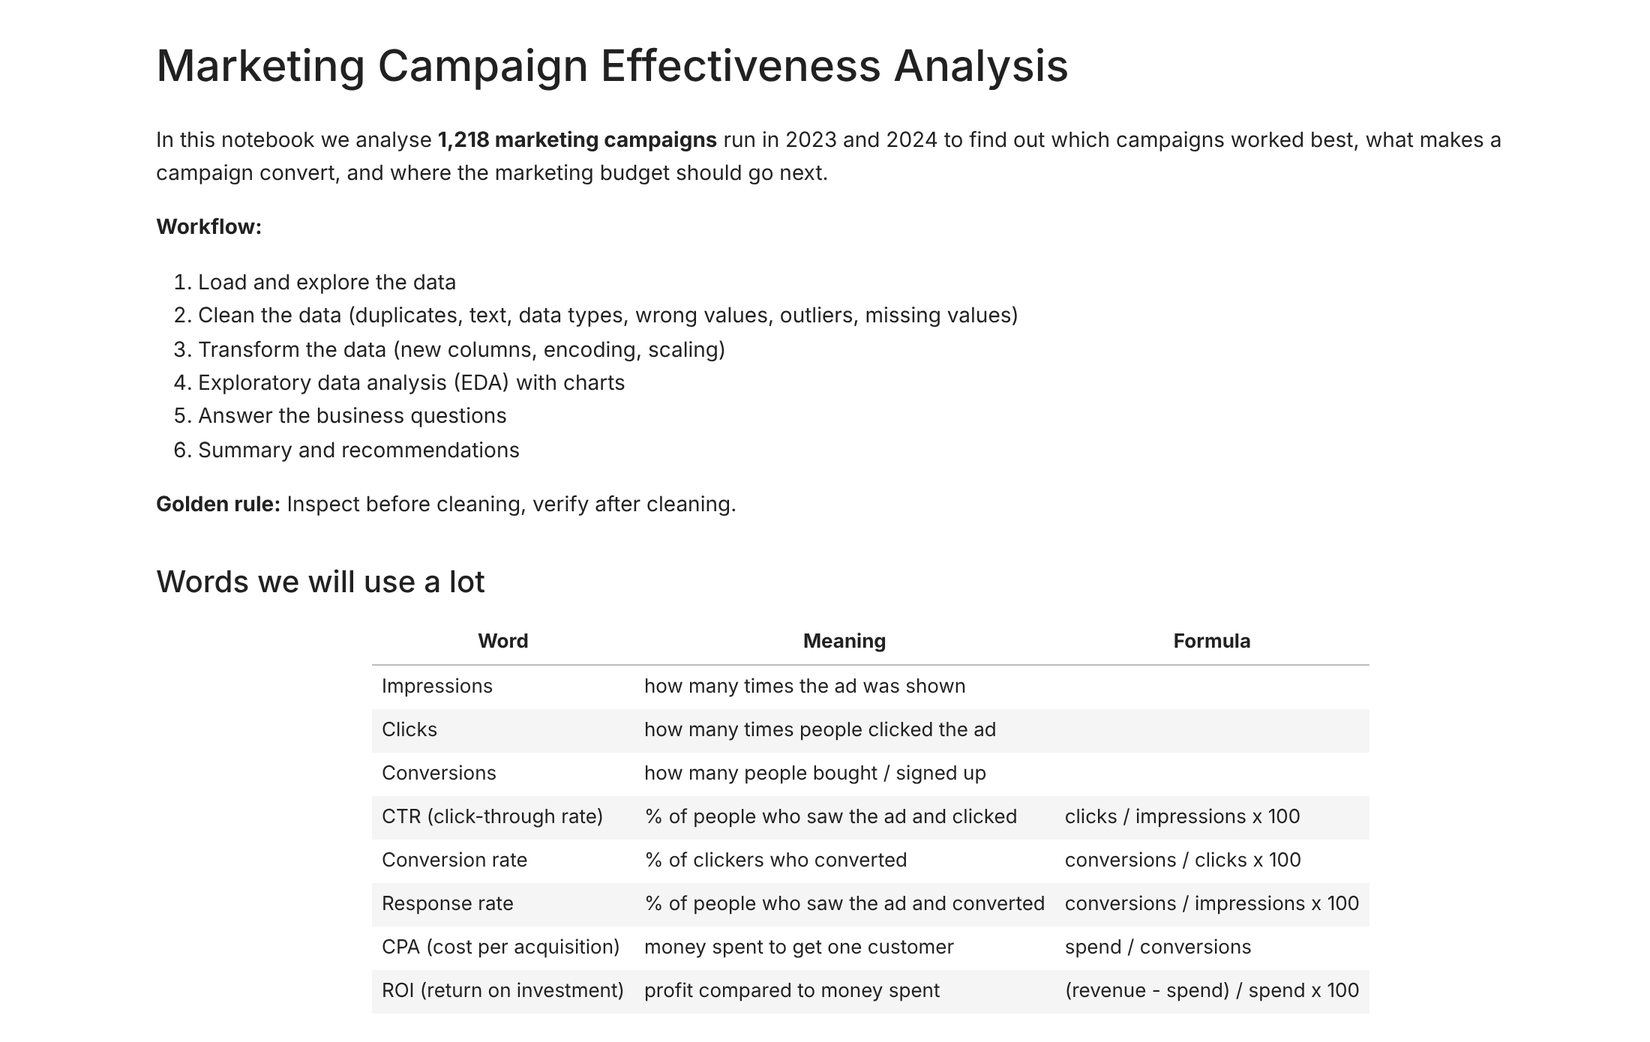 Marketing Campaign Effectiveness Analysis
In this notebook we analyse 1,218 marketing campaigns run in 2023 and 2024 to find out which campaigns worked best, what makes a
campaign convert, and where the marketing budget should go next.
Workflow:
1. Load and explore the data
2. Clean the data (duplicates, text, data types, wrong values, outliers, missing values)
3. Transform the data (new columns, encoding, scaling)
4. Exploratory data analysis (EDA) with charts
5. Answer the business questions
6. Summary and recommendations
Golden rule: Inspect before cleaning, verify after cleaning.
Words we will use a lot
Word Meaning Formula
Impressions how many times the ad was shown
Clicks how many times people clicked the ad
Conversions how many people bought / signed up
CTR (click-through rate) % of people who saw the ad and clicked clicks / impressions x 100
Conversion rate % of clickers who converted conversions / clicks x 100
Response rate % of people who saw the ad and converted conversions / impressions x 100
CPA (cost per acquisition) money spent to get one customer spend / conversions
ROI (return on investment) profit compared to money spent (revenue - spend) / spend x 100